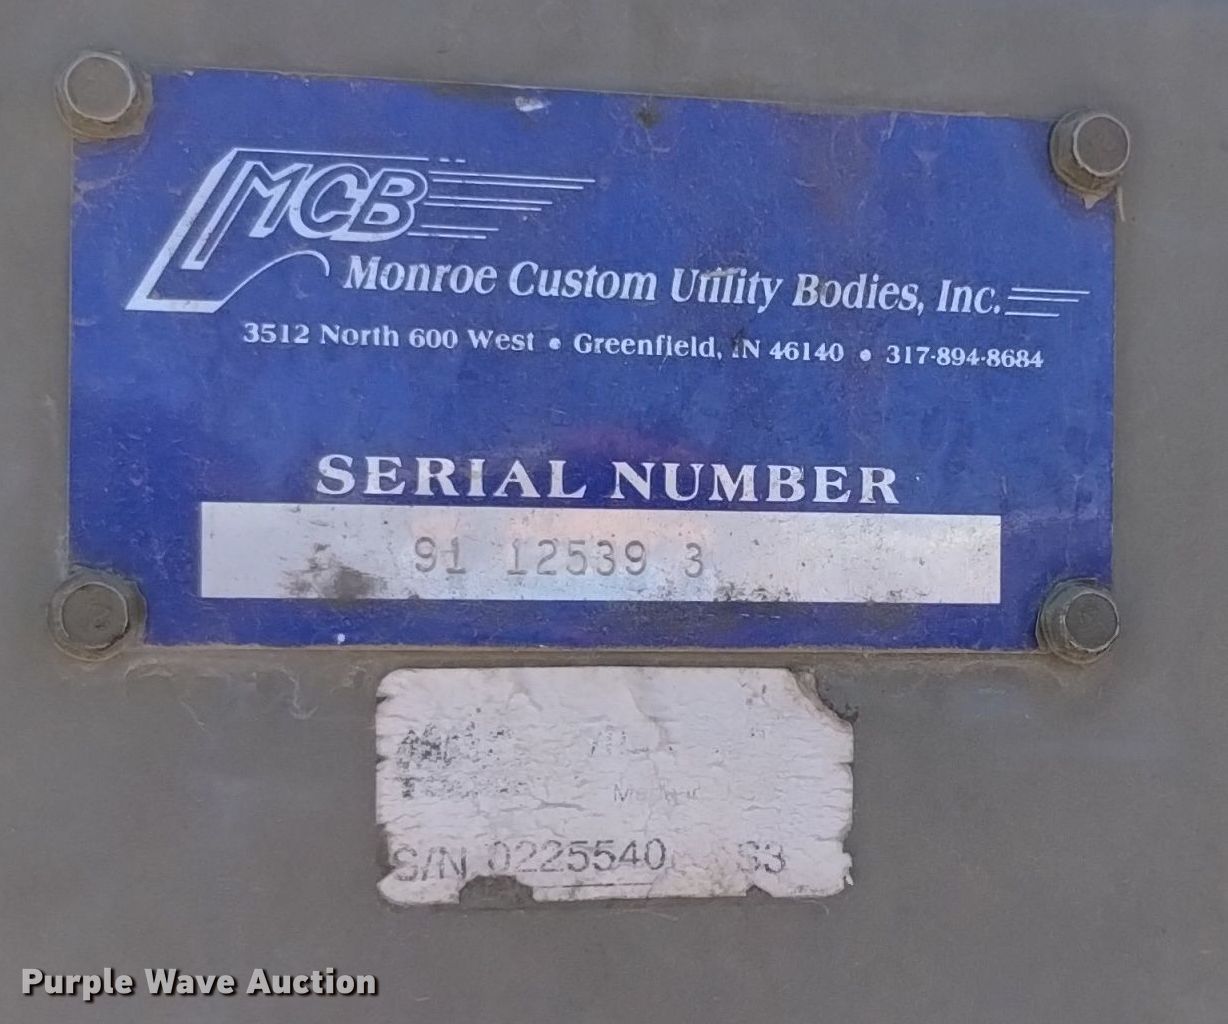 MCB
Monroe Custom Utility Bodies, Inc.
3512 North 600 West • Greenfield, IN 46140 • 317-894-8684
SERIAL NUMBER
91 12539 3
S/N 0225540 S3
Purple Wave Auction